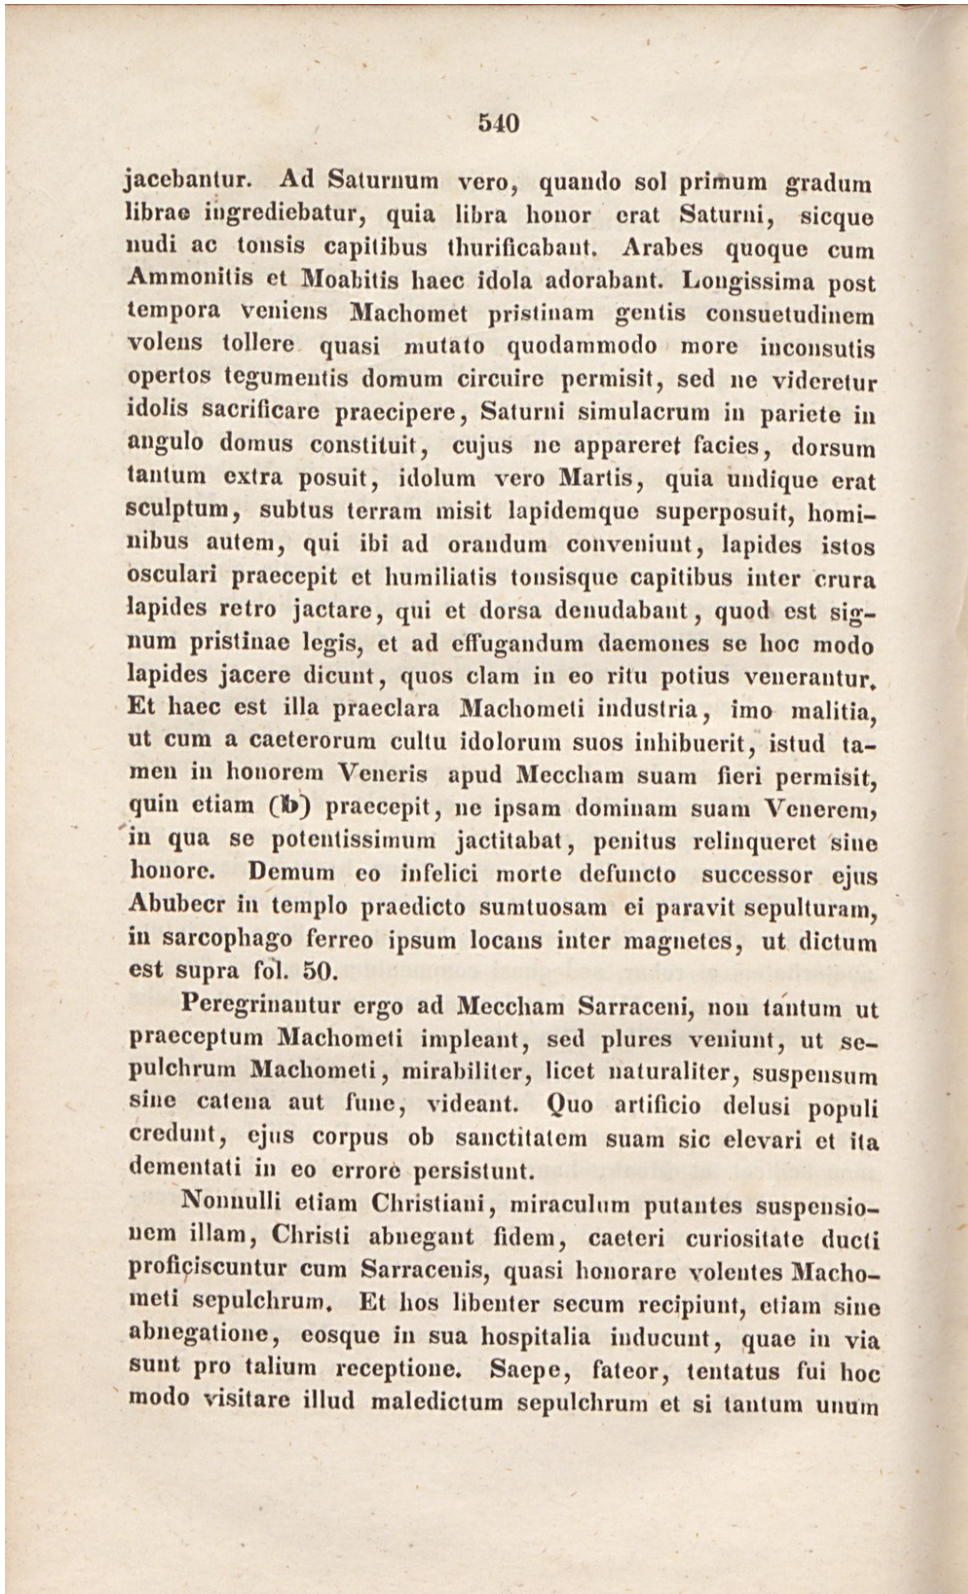 540
jacebantur. Ad Saturnum vero, quando sol primum gradum
librae ingrediebatur, quia libra honor erat Saturni, sicque
nudi ac tonsis capitibus thurificabant. Arabes quoque cum
Ammonitis et Moabitis haec idola adorabant. Longissima post
tempora veniens Machomet pristinam gentis consuetudinem
volens tollere quasi mutato quodammodo more inconsutis
opertos tegumentis domum circuire permisit, sed ne videretur
idolis sacrificare praecipere, Saturni simulacrum in pariete in
angulo domus constituit, cujus ne appareret facies, dorsum
tantum extra posuit, idolum vero Martis, quia undique erat
sculptum, subtus terram misit lapidemque superposuit, homi-
nibus autem, qui ibi ad orandum conveniunt, lapides istos
osculari praecepit et humiliatis tonsisque capitibus inter crura
lapides retro jactare, qui et dorsa denudabant, quod est sig-
num pristinae legis, et ad effugandum daemones se hoc modo
lapides jacere dicunt, quos clam in eo ritu potius venerantur.
Et haec est illa praeclara Machometi industria, imo malitia,
ut cum a caeterorum cultu idolorum suos inhibuerit, istud ta-
men in honorem Veneris apud Meccham suam fieri permisit,
quin etiam (b) praecepit, ne ipsam dominam suam Venerem,
in qua se potentissimum jactitabat, penitus relinqueret sine
honore. Demum eo infelici morte defuncto successor ejus
Abubecr in templo praedicto sumtuosam ei paravit sepulturam,
in sarcophago ferreo ipsum locans inter magnetes, ut dictum
est supra fol. 50.
Peregrinantur ergo ad Meccham Sarraceni, non tantum ut
praeceptum Machometi impleant, sed plures veniunt, ut se-
pulchrum Machometi, mirabiliter, licet naturaliter, suspensum
sine catena aut fune, videant. Quo artificio delusi populi
credunt, ejus corpus ob sanctitatem suam sic elevari et ita
dementati in eo errore persistunt.
Nonnulli etiam Christiani, miraculum putantes suspensio-
nem illam, Christi abnegant fidem, caeteri curiositate ducti
proficiscuntur cum Sarracenis, quasi honorare volentes Macho-
meti sepulchrum. Et hos libenter secum recipiunt, etiam sine
abnegatione, eosque in sua hospitalia inducunt, quae in via
sunt pro talium receptione. Saepe, fateor, tentatus fui hoc
modo visitare illud maledictum sepulchrum et si tantum unum